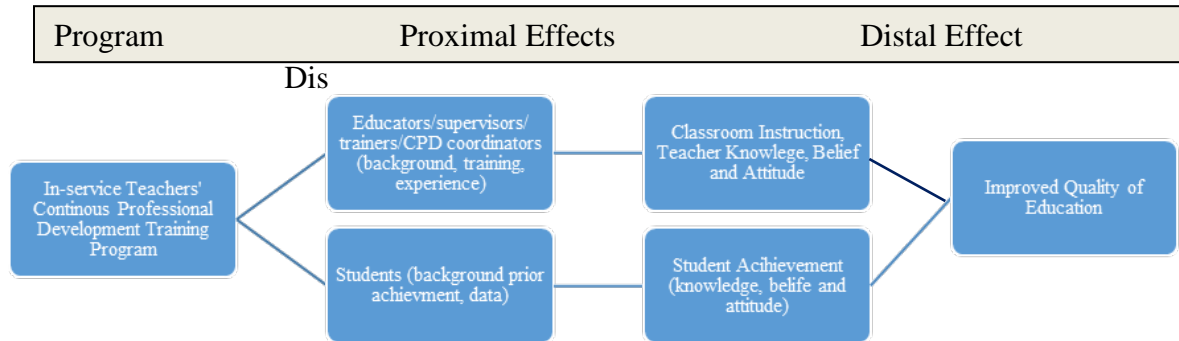 Program Proximal Effects Distal Effect
Dis
Educators/supervisors/
trainers/CPD coordinators
(background, training,
experience)
Classroom Instruction,
Teacher Knowlege, Belief
and Attitude
In-service Teachers'
Continous Professional
Development Training
Program
Improved Quality of
Education
Students (background prior
achievment, data)
Student Acihievement
(knowledge, belife and
attitude)